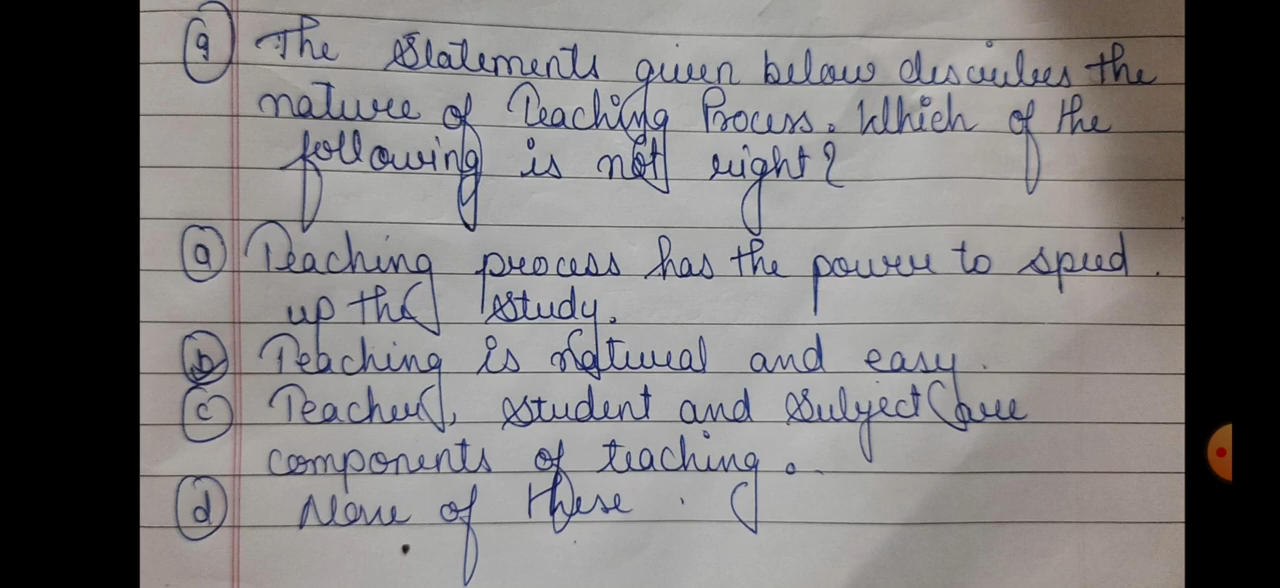 9 The Statements given below describes the
nature of Teaching Process. Which of the
following is not right?
a Teaching process has the power to speed
up the study.
b Teaching is natural and easy.
c Teacher, student and subject are
components of teaching.
d None of these.